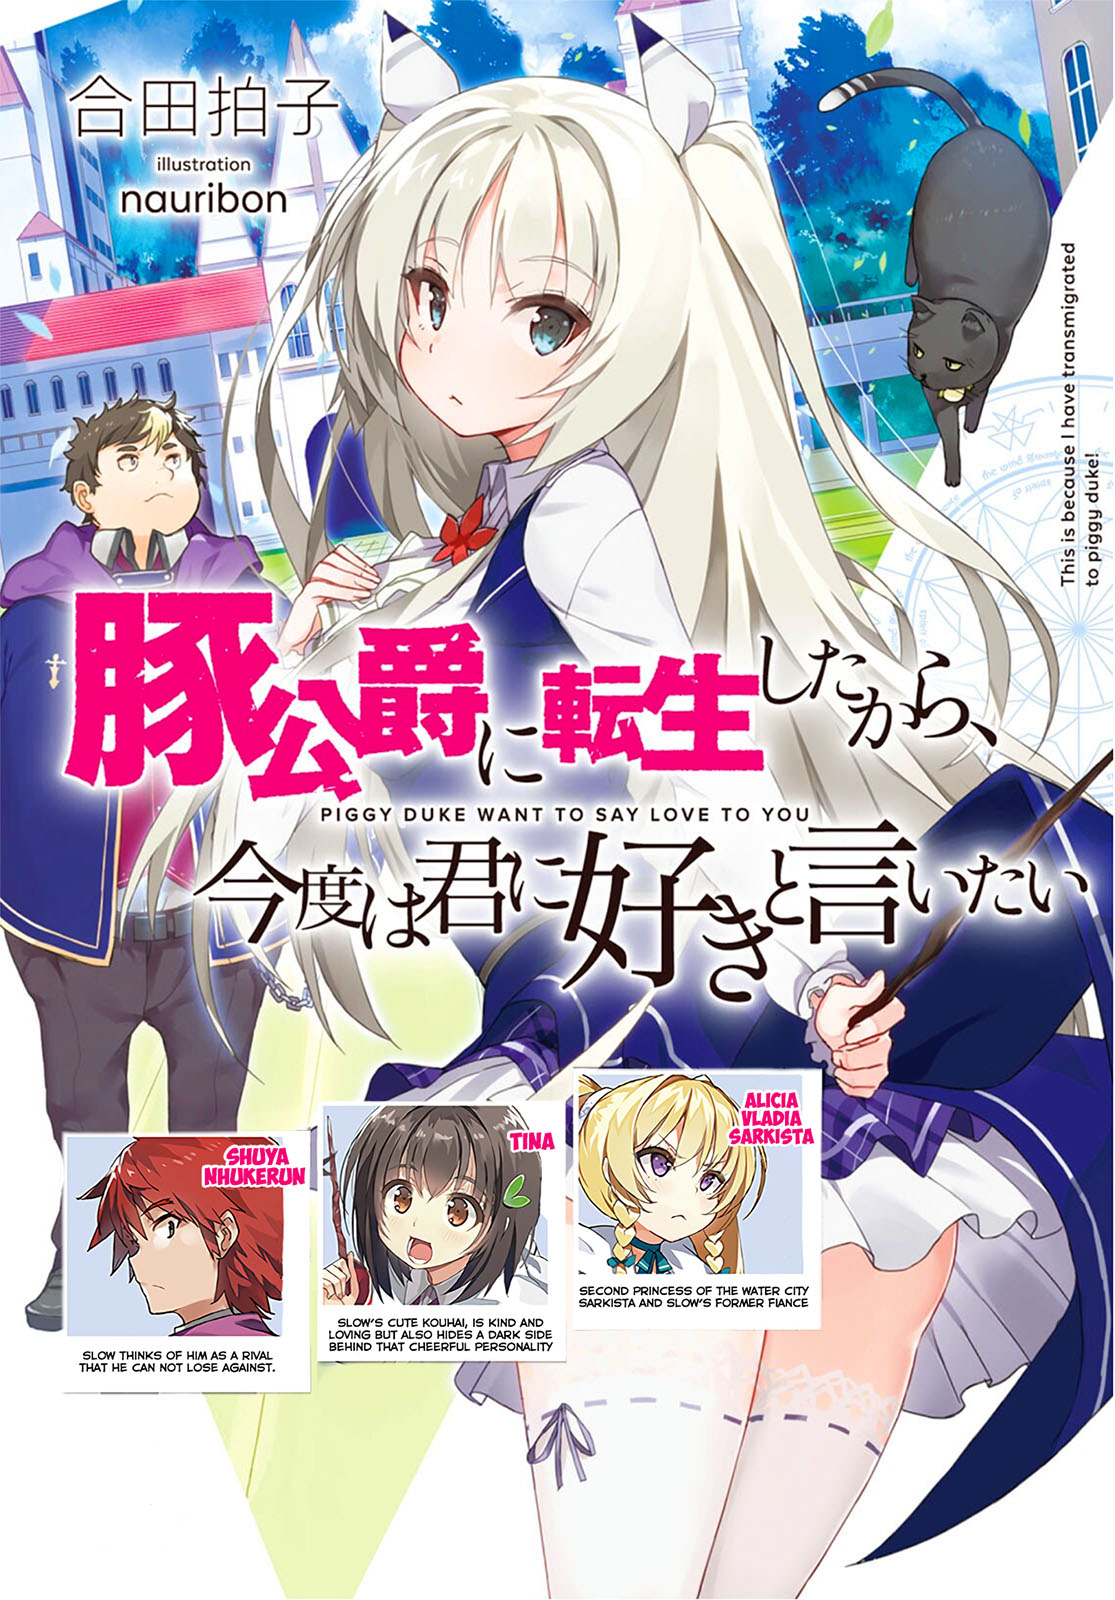 合田拍子
illustration
nauribon
This is because I have transmigrated
to piggy duke!
豚公爵に転生したから、
PIGGY DUKE WANT TO SAY LOVE TO YOU
今度は君に好きと言いたい
SHUYA
NHUKERUN
SLOW THINKS OF HIM AS A RIVAL
THAT HE CAN NOT LOSE AGAINST.
TINA
SLOW'S CUTE KOUHAI, IS KIND AND
LOVING BUT ALSO HIDES A DARK SIDE
BEHIND THAT CHEERFUL PERSONALITY
ALICIA
VLADIA
SARKISTA
SECOND PRINCESS OF THE WATER CITY
SARKISTA AND SLOW'S FORMER FIANCE